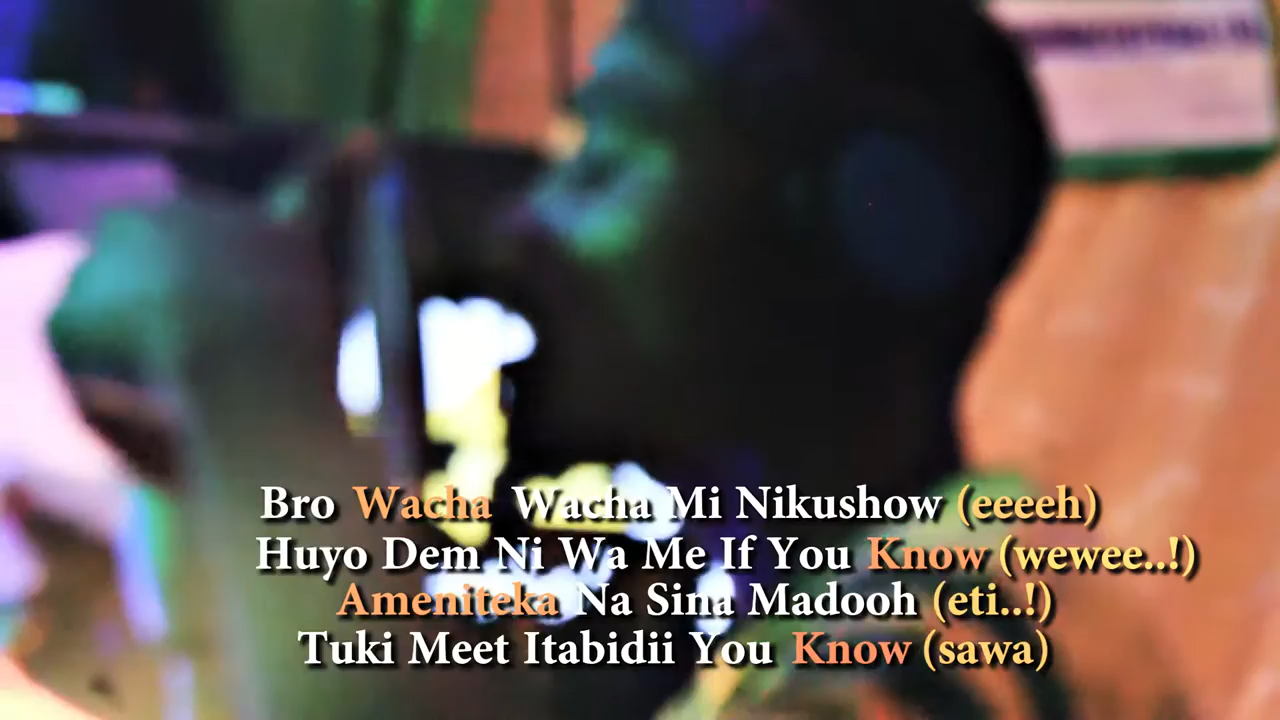 Bro Wacha Wacha Mi Nikushow (eeeeh)
Huyo Dem Ni Wa Me If You Know (wewee..!)
Ameniteka Na Sina Madooh (eti..!)
Tuki Meet Itabidii You Know (sawa)